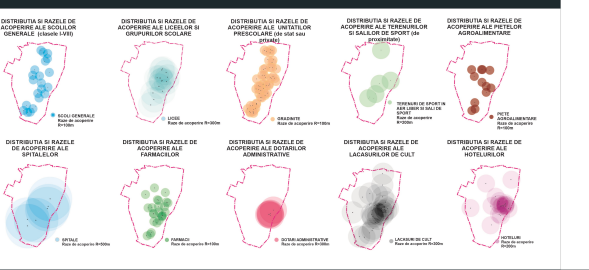 DISTRIBUTIA SI RAZELE DE
ACOPERIRE ALE SCOLILOR
GENERALE (clasele I-VIII)
SCOLI GENERALE
Raze de acoperire
R=100m
DISTRIBUTIA SI RAZELE DE
ACOPERIRE ALE LICEELOR SI
GRUPURILOR SCOLARE
LICEE
Raze de acoperire R=300m
DISTRIBUTIA SI RAZELE DE
ACOPERIRE ALE UNITATILOR
PRESCOLARE (de stat sau
private)
GRADINITE
Raze de acoperire R=100m
DISTRIBUTIA SI RAZELE DE
ACOPERIRE ALE TERENURILOR
SI SALILOR DE SPORT (de
proximitate)
TERENURI DE SPORT IN
AER LIBER SI SALI DE
SPORT
Raze de acoperire
R=200m
DISTRIBUTIA SI RAZELE DE
ACOPERIRE ALE PIETELOR
AGROALIMENTARE
PIETE
AGROALIMENTARE
Raze de acoperire
R=100m
DISTRIBUTIA SI RAZELE
DE ACOPERIRE ALE
SPITALELOR
SPITALE
Raze de acoperire R=500m
DISTRIBUTIA SI RAZELE DE
ACOPERIRE ALE
FARMACIILOR
FARMACII
Raze de acoperire R=100m
DISTRIBUTIA SI RAZELE DE
ACOPERIRE ALE DOTARILOR
ADMINISTRATIVE
DOTARI ADMINISTRATIVE
Raze de acoperire R=300m
DISTRIBUTIA SI RAZELE DE
ACOPERIRE ALE
LACASURILOR DE CULT
LACASURI DE CULT
Raze de acoperire R=200m
DISTRIBUTIA SI RAZELE DE
ACOPERIRE ALE
HOTELURILOR
HOTELURI
Raze de acoperire
R=200m